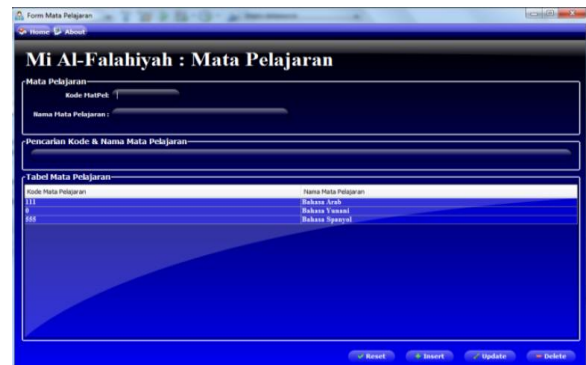 Form Mata Pelajaran
Home About
Mi Al-Falahiyah : Mata Pelajaran
Mata Pelajaran
Kode MatPel:
Nama Mata Pelajaran :
Pencarian Kode & Nama Mata Pelajaran
Tabel Mata Pelajaran
Kode Mata Pelajaran Nama Mata Pelajaran
111 Bahasa Arab
0 Bahasa Yunani
555 Bahasa Spanyol
Reset Insert Update Delete